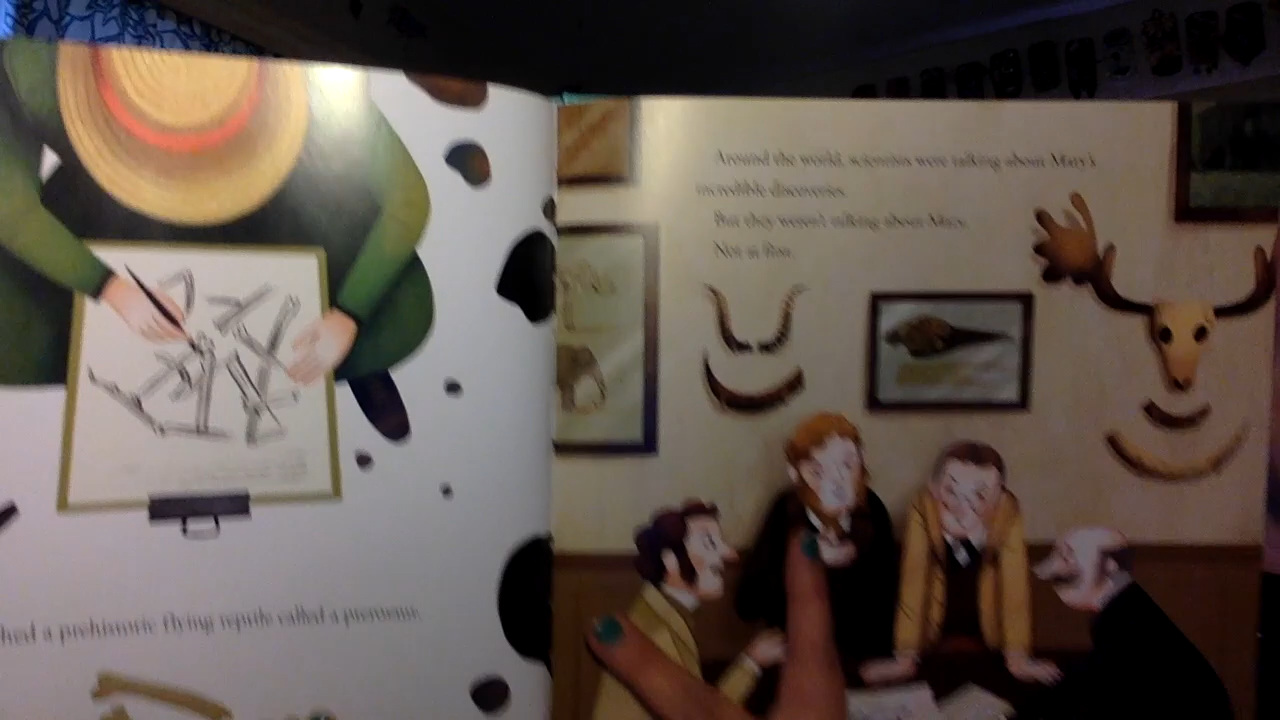 hed a prehistoric flying reptile called a
Around the world, scientists were talking about Mary's
incredible discoveries.
But they weren't talking about Mary.
Not at first.